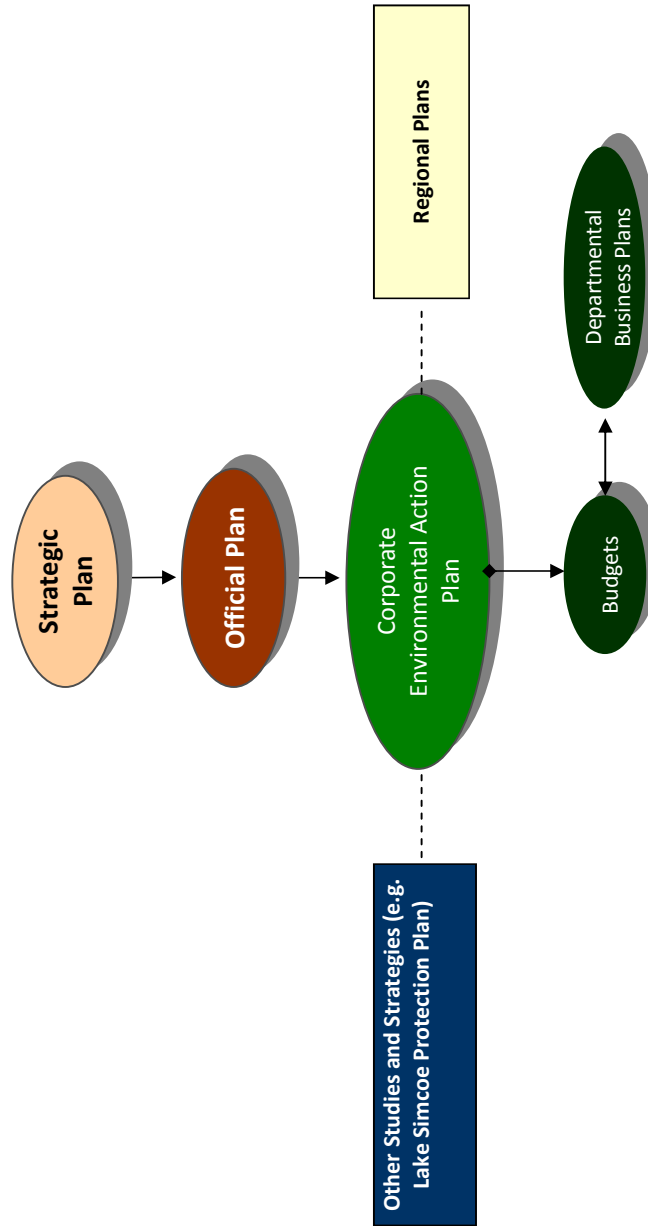 Strategic
Plan
Official Plan
Other Studies and Strategies (e.g.
Lake Simcoe Protection Plan)
Corporate
Environmental Action
Plan
Regional Plans
Budgets
Departmental
Business Plans